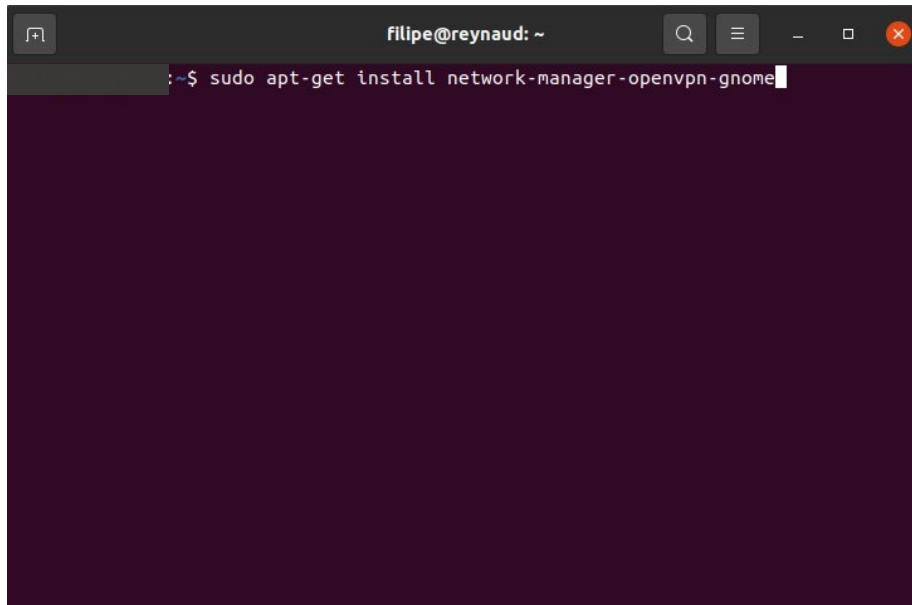 filipe@reynaud: ~
:~$ sudo apt-get install network-manager-openvpn-gnome